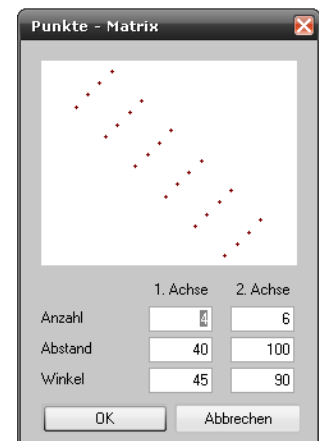 Punkte - Matrix
1. Achse 2. Achse
Anzahl 4 6
Abstand 40 100
Winkel 45 90
OK Abbrechen